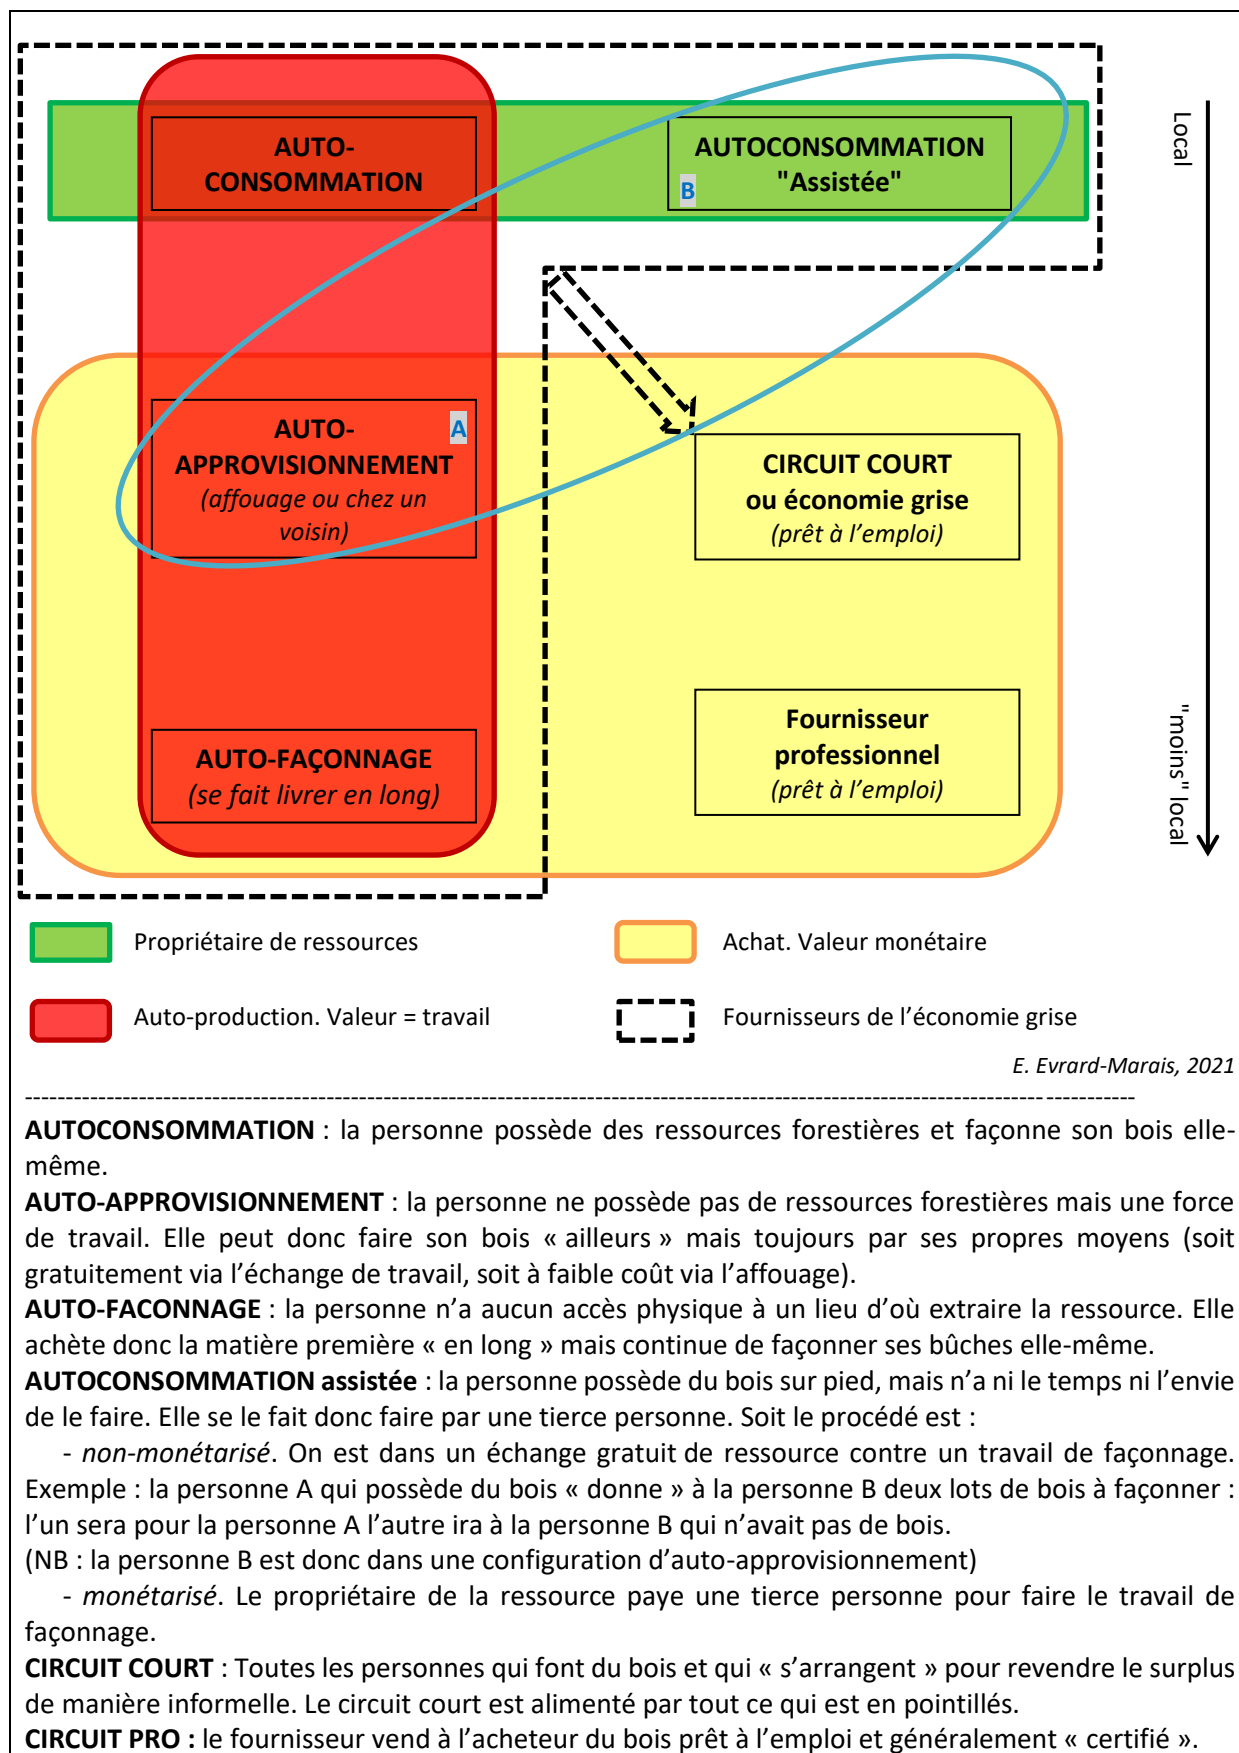 AUTO-
CONSOMMATION
AUTOCONSOMMATION
"Assistée"
B
Local
AUTO-
APPROVISIONNEMENT
(affouage ou chez un
voisin)
A
CIRCUIT COURT
ou économie grise
(prêt à l’emploi)
AUTO-FAÇONNAGE
(se fait livrer en long)
Fournisseur
professionnel
(prêt à l’emploi)
"moins" local
Propriétaire de ressources
Achat. Valeur monétaire
Auto-production. Valeur = travail
Fournisseurs de l’économie grise
E. Evrard-Marais, 2021
AUTOCONSOMMATION : la personne possède des ressources forestières et façonne son bois elle-
même.
AUTO-APPROVISIONNEMENT : la personne ne possède pas de ressources forestières mais une force
de travail. Elle peut donc faire son bois « ailleurs » mais toujours par ses propres moyens (soit
gratuitement via l’échange de travail, soit à faible coût via l’affouage).
AUTO-FACONNAGE : la personne n’a aucun accès physique à un lieu d’où extraire la ressource. Elle
achète donc la matière première « en long » mais continue de façonner ses bûches elle-même.
AUTOCONSOMMATION assistée : la personne possède du bois sur pied, mais n’a ni le temps ni l’envie
de le faire. Elle se le fait donc faire par une tierce personne. Soit le procédé est :
- non-monétarisé. On est dans un échange gratuit de ressource contre un travail de façonnage.
Exemple : la personne A qui possède du bois « donne » à la personne B deux lots de bois à façonner :
l’un sera pour la personne A l’autre ira à la personne B qui n’avait pas de bois.
(NB : la personne B est donc dans une configuration d’auto-approvisionnement)
- monétarisé. Le propriétaire de la ressource paye une tierce personne pour faire le travail de
façonnage.
CIRCUIT COURT : Toutes les personnes qui font du bois et qui « s’arrangent » pour revendre le surplus
de manière informelle. Le circuit court est alimenté par tout ce qui est en pointillés.
CIRCUIT PRO : le fournisseur vend à l’acheteur du bois prêt à l’emploi et généralement « certifié ».